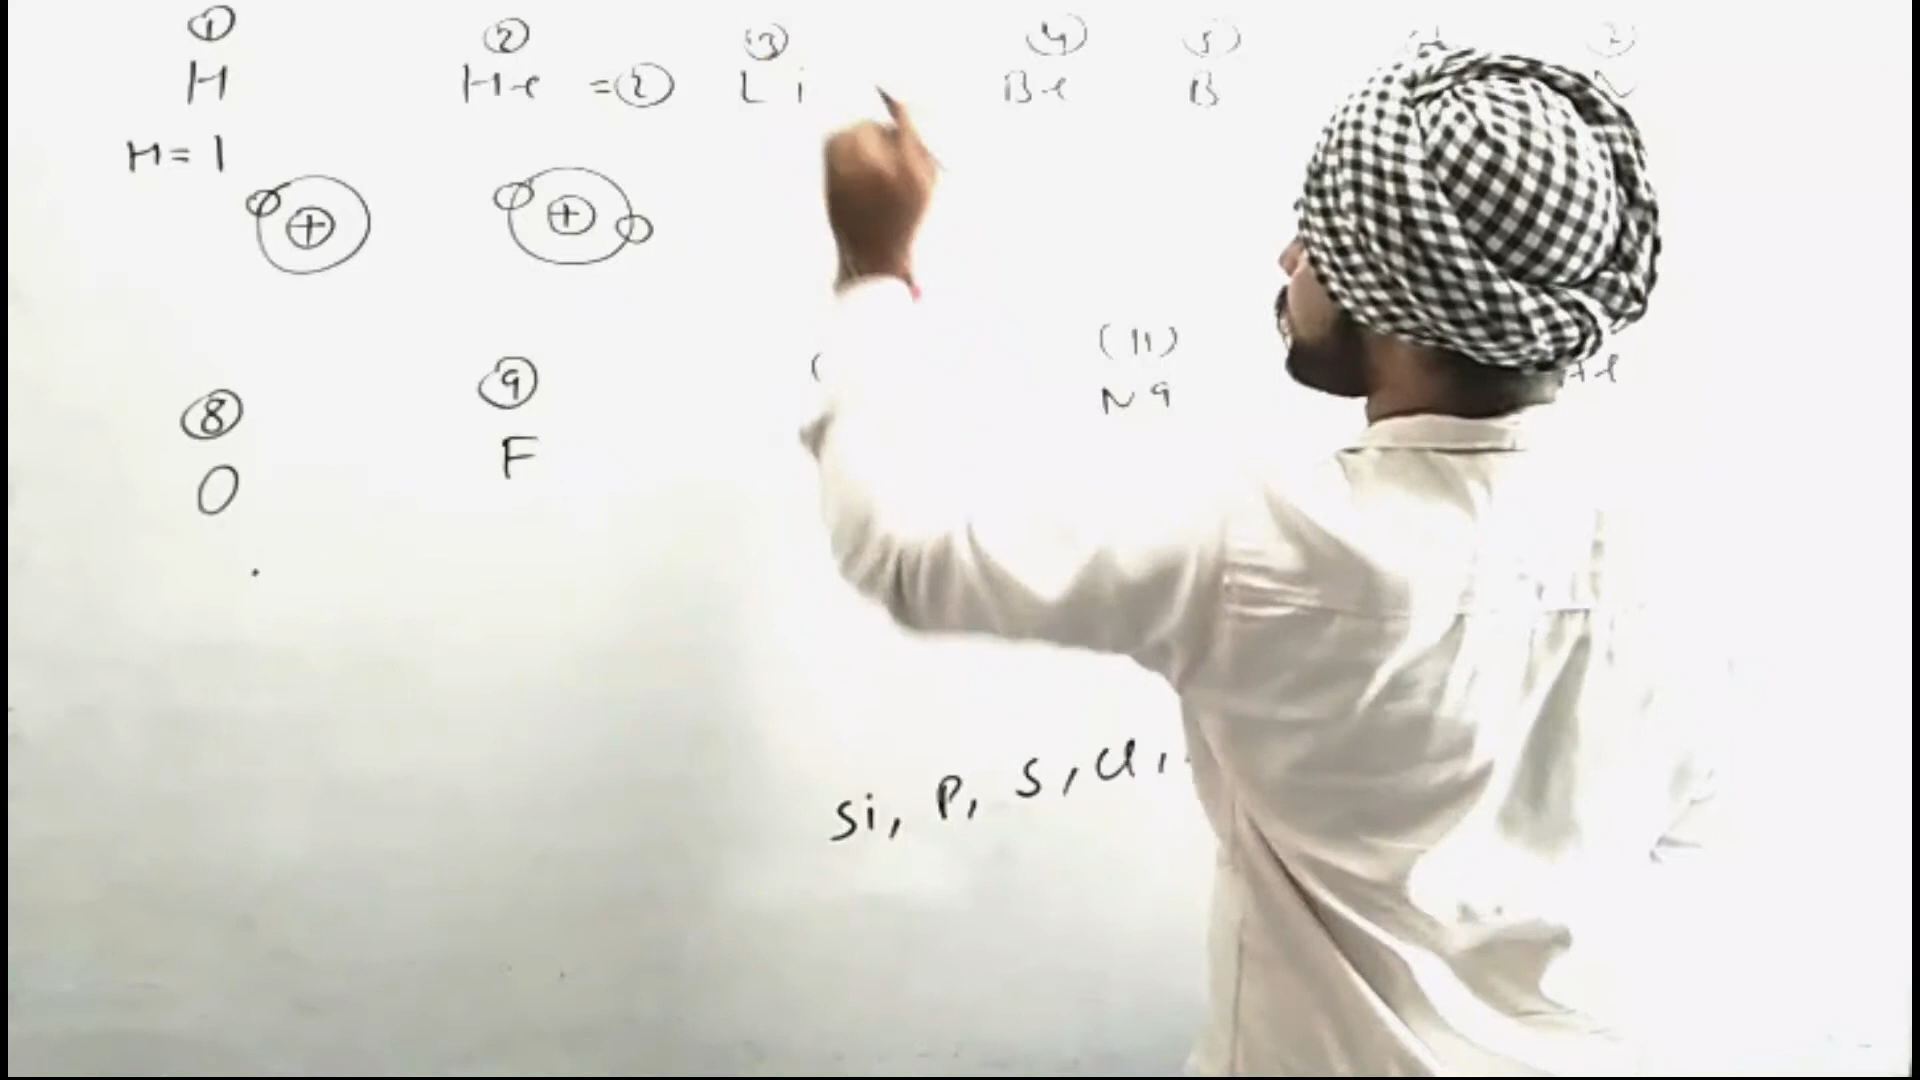 ① ② ③ ④ ⑤
H He = ② Li Be B
H = 1
+ +
⑧ ⑨ (11)
O F Na
Si, P, S, Cl,